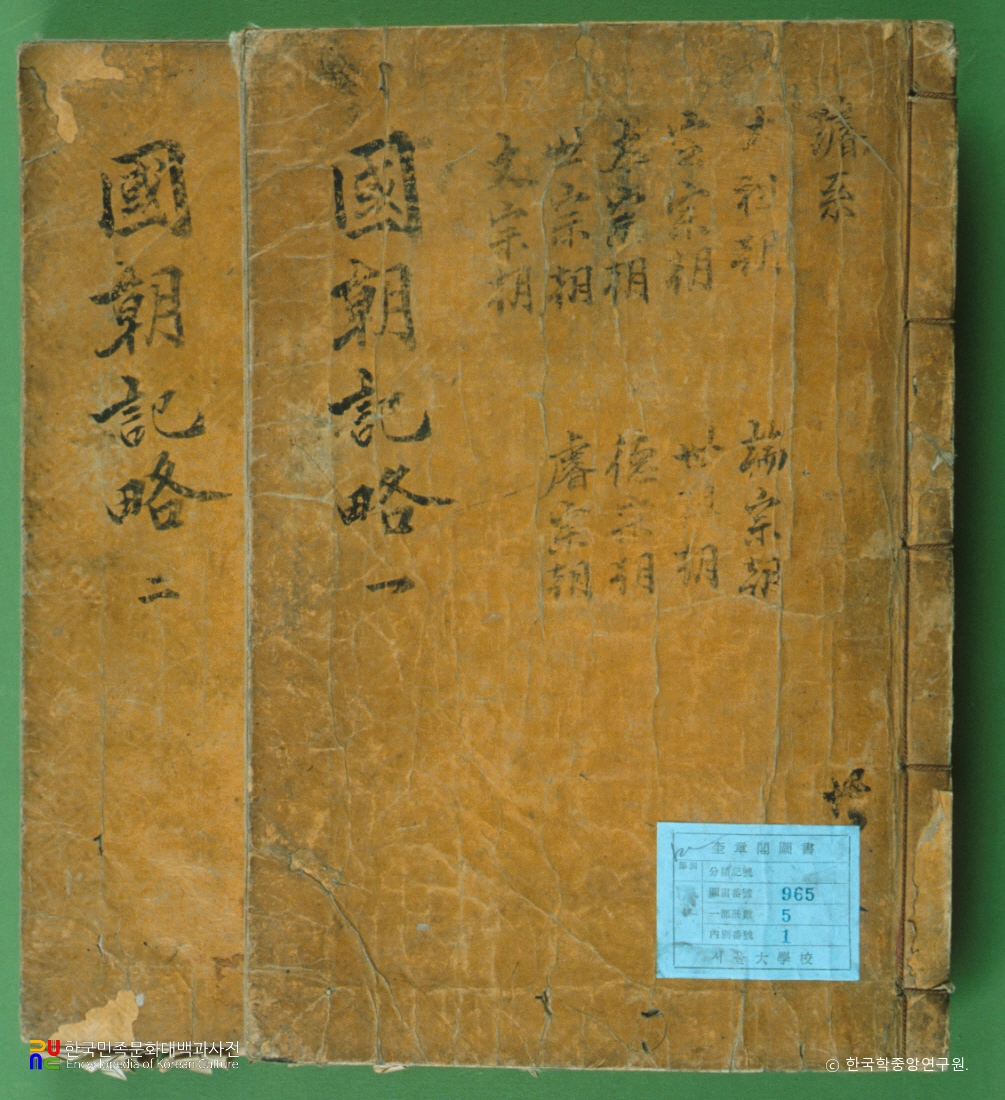 璿系
太祖朝
定宗朝
太宗朝
世宗朝
文宗朝
端宗朝
世祖朝
德宗朝
睿宗朝
國朝記略 一
國朝記略 二
奎章閣圖書
分類記號
圖書番號 965
一部冊數 5
內別番號 1
서울大學校
한국민족문화대백과사전
Encyclopedia of Korean Culture
ⓒ 한국학중앙연구원.